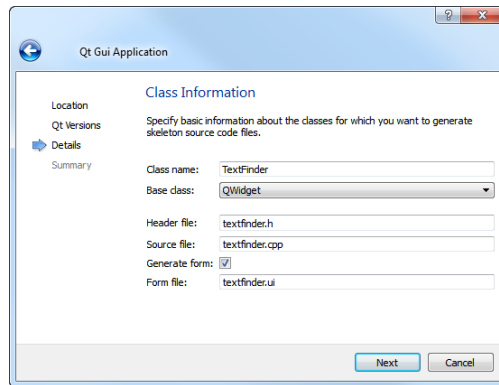 Qt Gui Application
Location
Qt Versions
Details
Summary
Class Information
Specify basic information about the classes for which you want to generate
skeleton source code files.
Class name: TextFinder
Base class: QWidget
Header file: textfinder.h
Source file: textfinder.cpp
Generate form:
Form file: textfinder.ui
Next Cancel